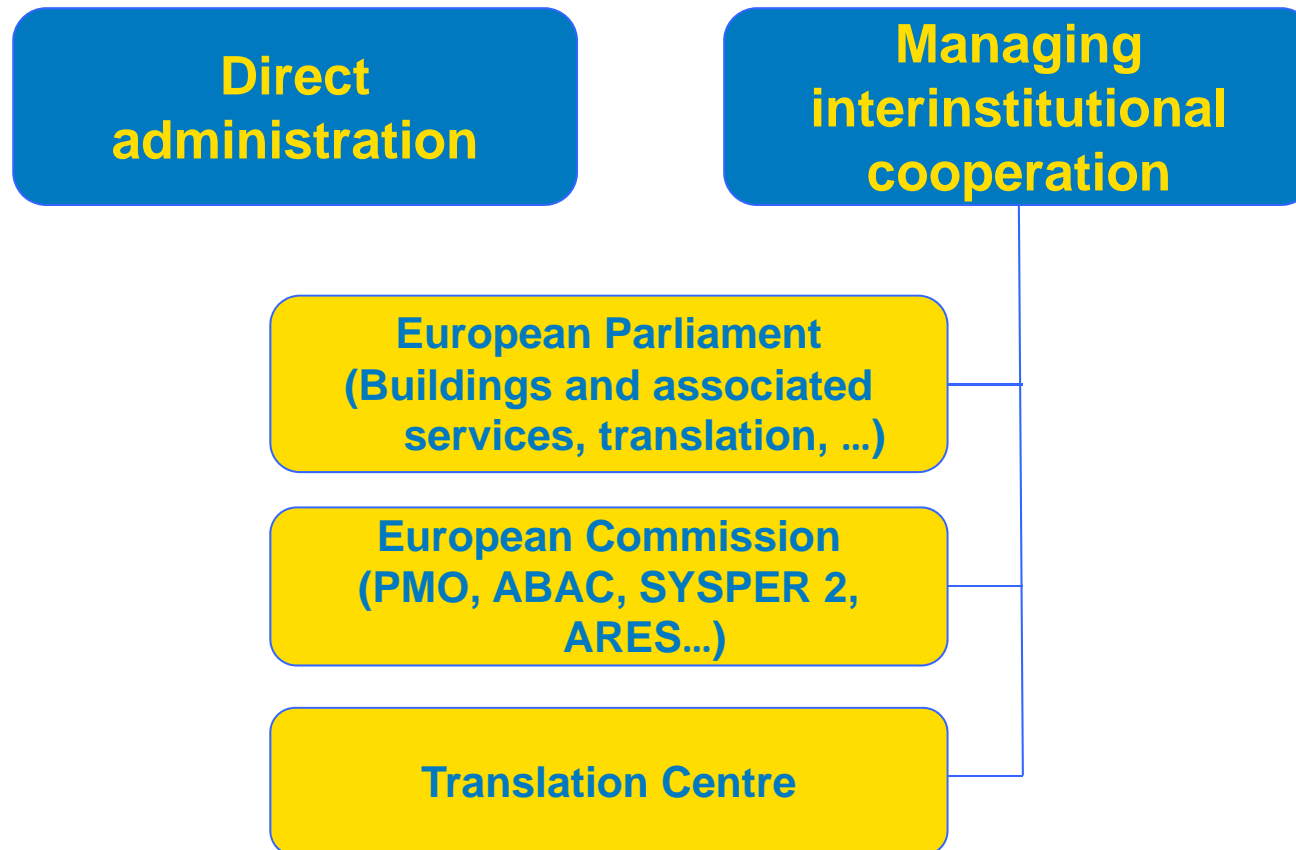 Direct
administration
Managing
interinstitutional
cooperation
European Parliament
(Buildings and associated
services, translation, ...)
European Commission
(PMO, ABAC, SYSPER 2,
ARES...)
Translation Centre